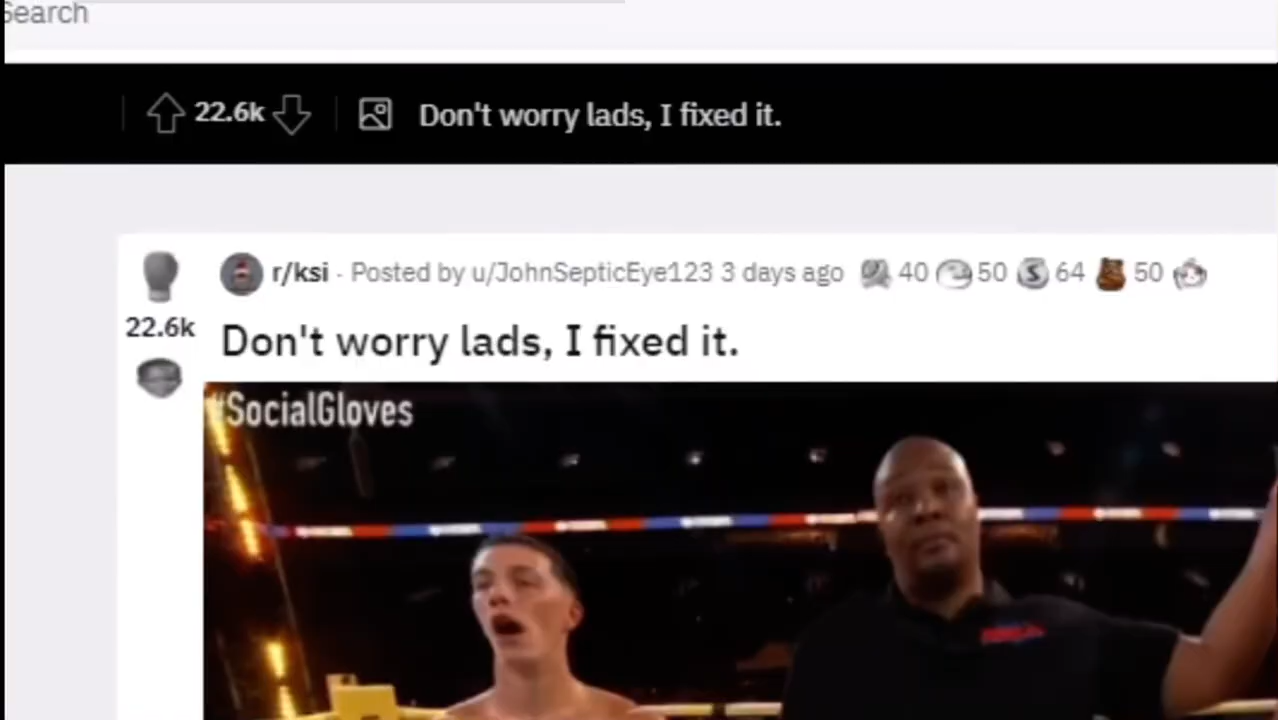 Search
22.6k Don't worry lads, I fixed it.
r/ksi · Posted by u/JohnSepticEye123 3 days ago 40 50 64 50
22.6k
Don't worry lads, I fixed it.
#SocialGloves